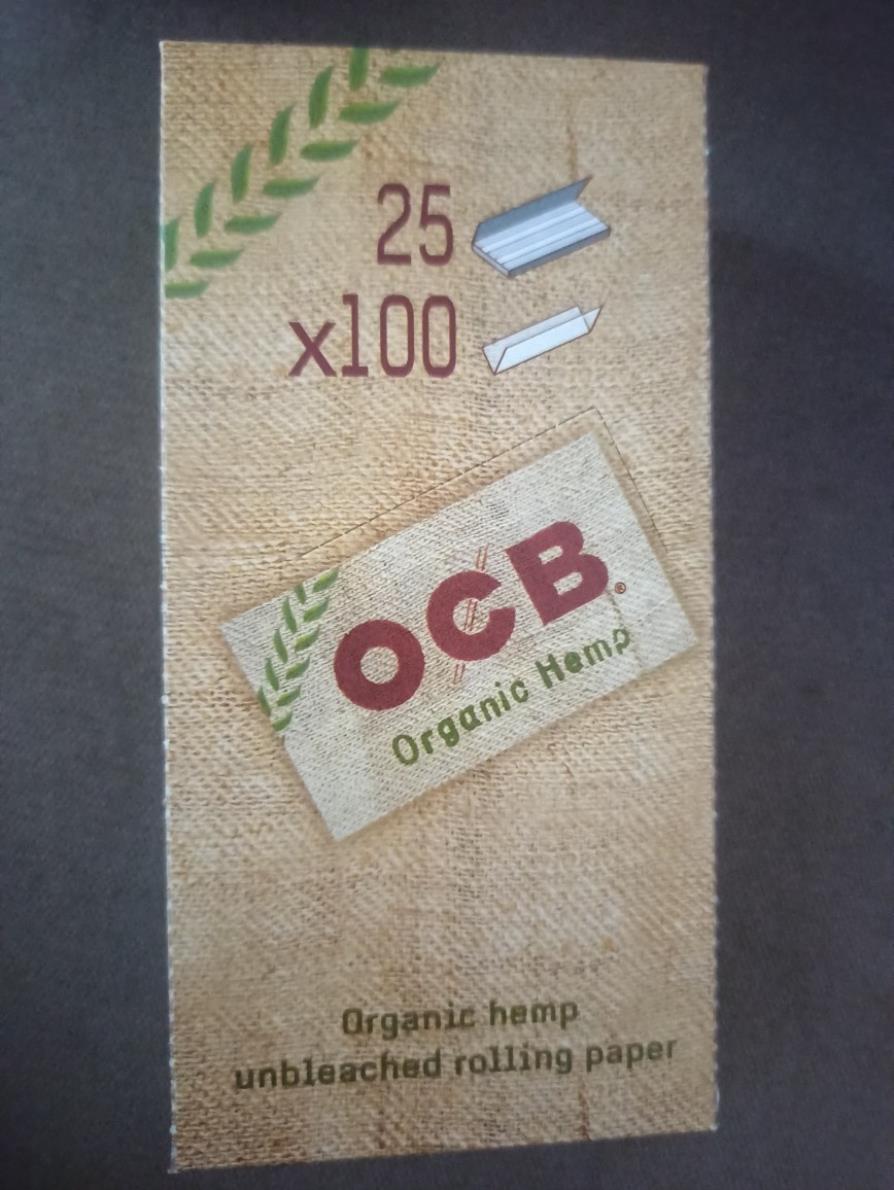 25
x100
OCB®
Organic Hemp
Organic hemp
unbleached rolling paper